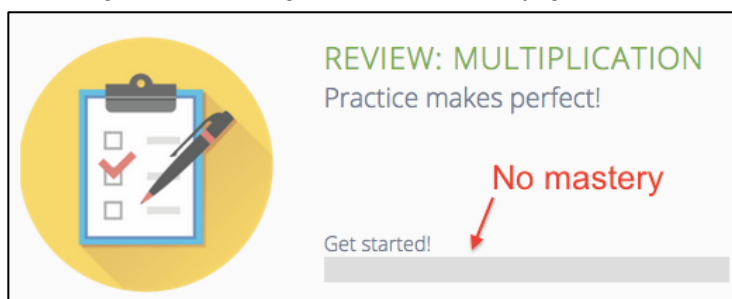 REVIEW: MULTIPLICATION
Practice makes perfect!
No mastery
Get started!